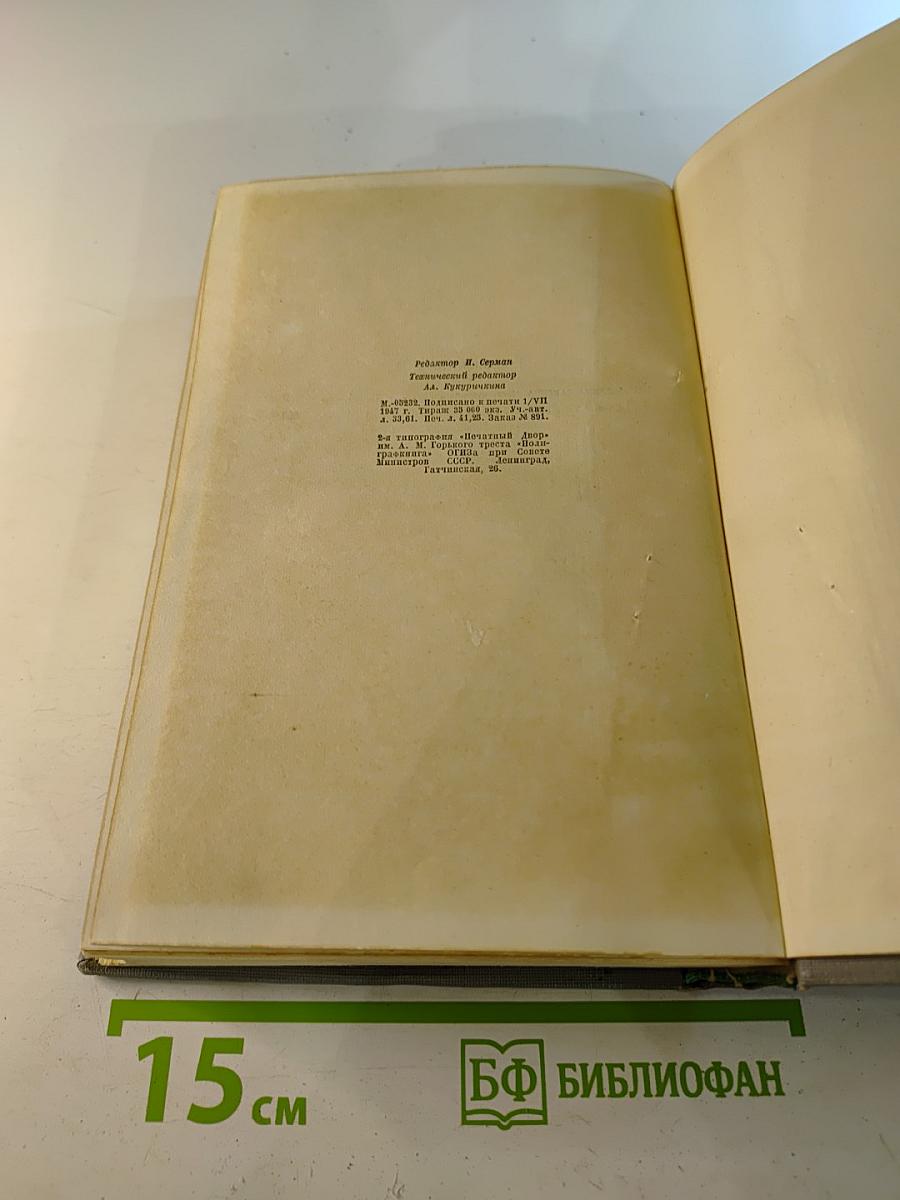 Редактор И. Серман
Технический редактор
Ал. Кукуричкина
М.-03232. Подписано к печати 1/VII
1947 г. Тираж 35 000 экз. Уч.-авт.
л. 33,61. Печ. л. 41,25. Заказ № 891.
2-я типография «Печатный Двор»
им. А. М. Горького треста «Поли-
графкнига» ОГИЗа при Совете
Министров СССР. Ленинград,
Гатчинская, 26.
15 см
БФ БИБЛИОФАН